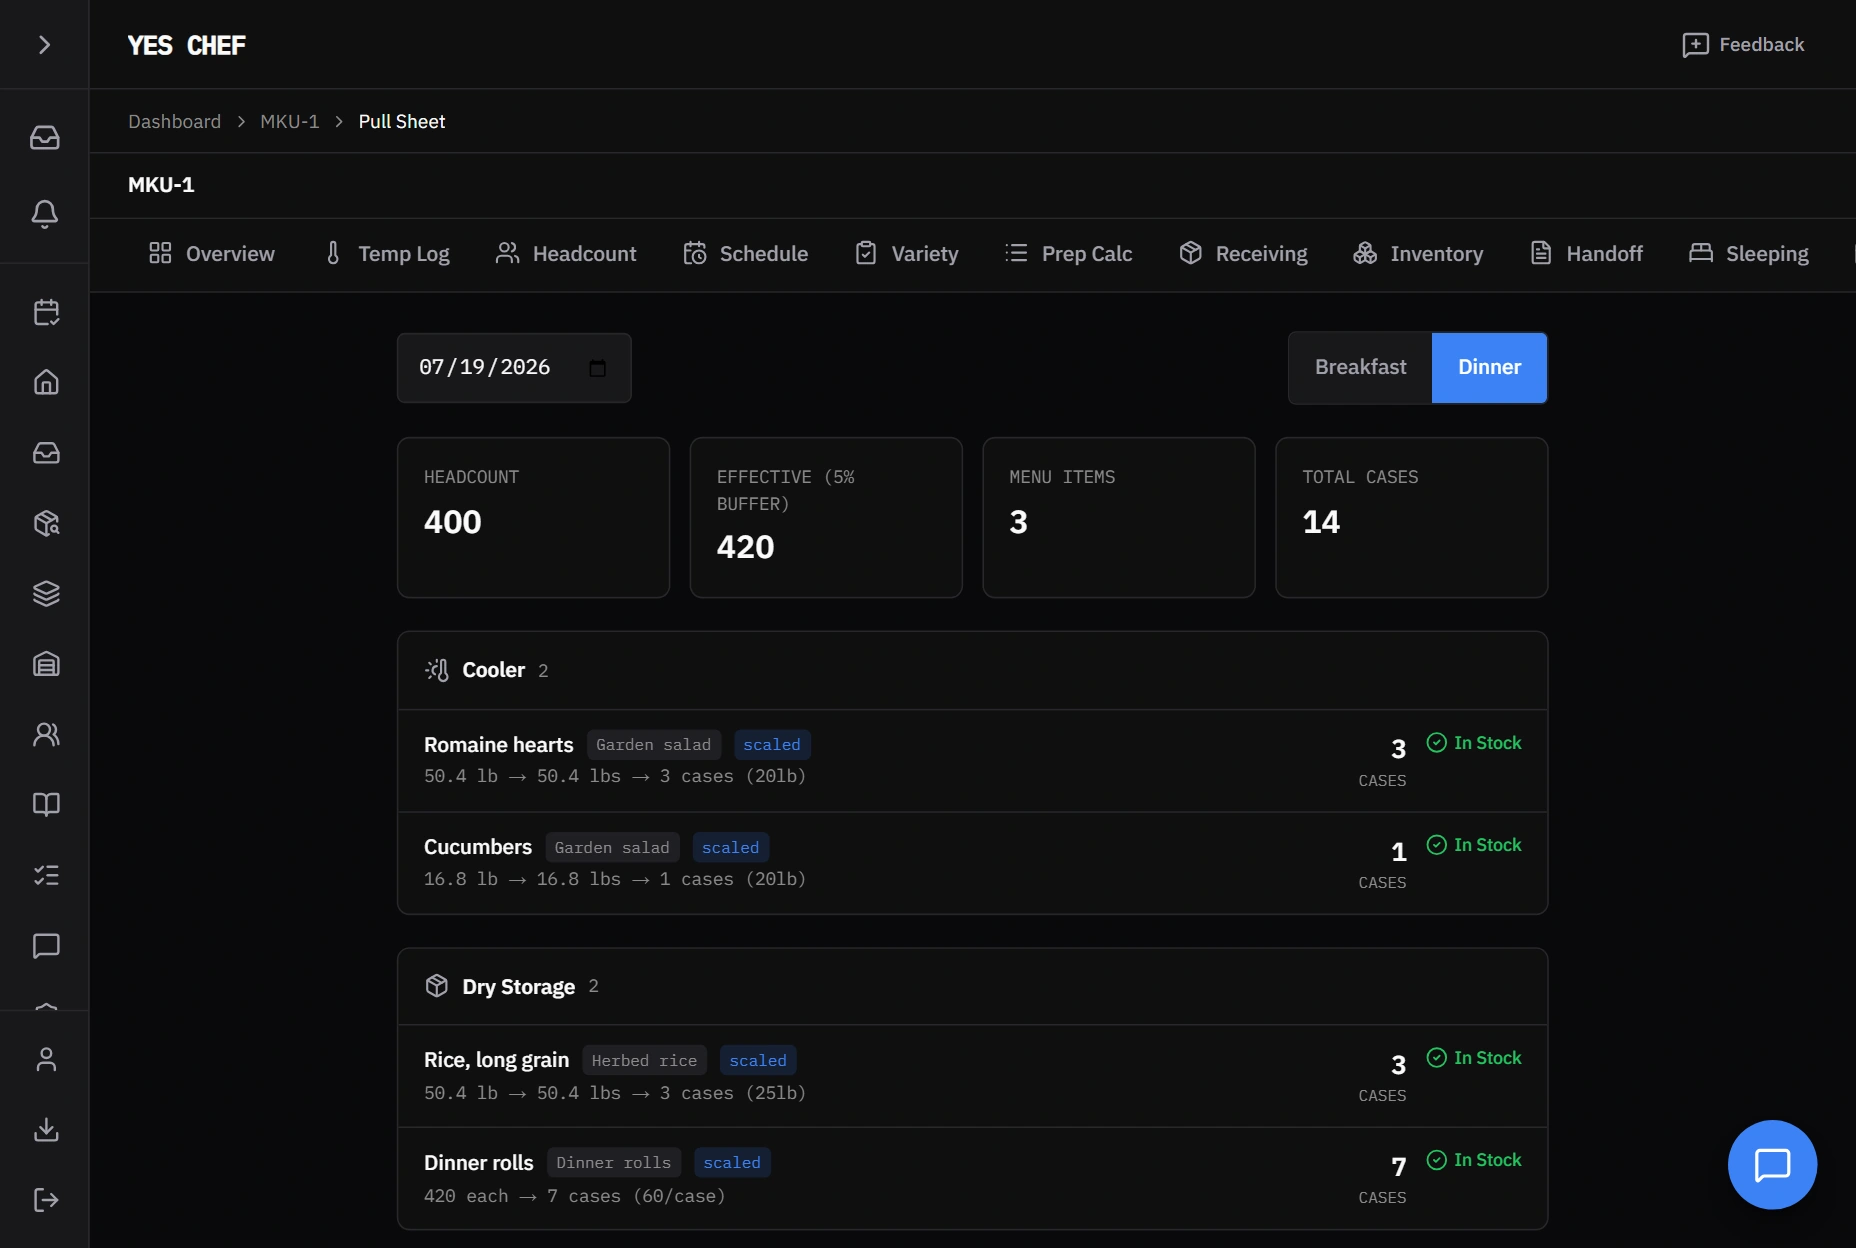 YES CHEF
Feedback
Dashboard > MKU-1 > Pull Sheet
MKU-1
Overview Temp Log Headcount Schedule Variety Prep Calc Receiving Inventory Handoff Sleeping
07/19/2026
Breakfast Dinner
HEADCOUNT
400
EFFECTIVE (5%
BUFFER)
420
MENU ITEMS
3
TOTAL CASES
14
Cooler 2
Romaine hearts Garden salad scaled
50.4 lb → 50.4 lbs → 3 cases (20lb)
3
CASES
In Stock
Cucumbers Garden salad scaled
16.8 lb → 16.8 lbs → 1 cases (20lb)
1
CASES
In Stock
Dry Storage 2
Rice, long grain Herbed rice scaled
50.4 lb → 50.4 lbs → 3 cases (25lb)
3
CASES
In Stock
Dinner rolls Dinner rolls scaled
420 each → 7 cases (60/case)
7
CASES
In Stock